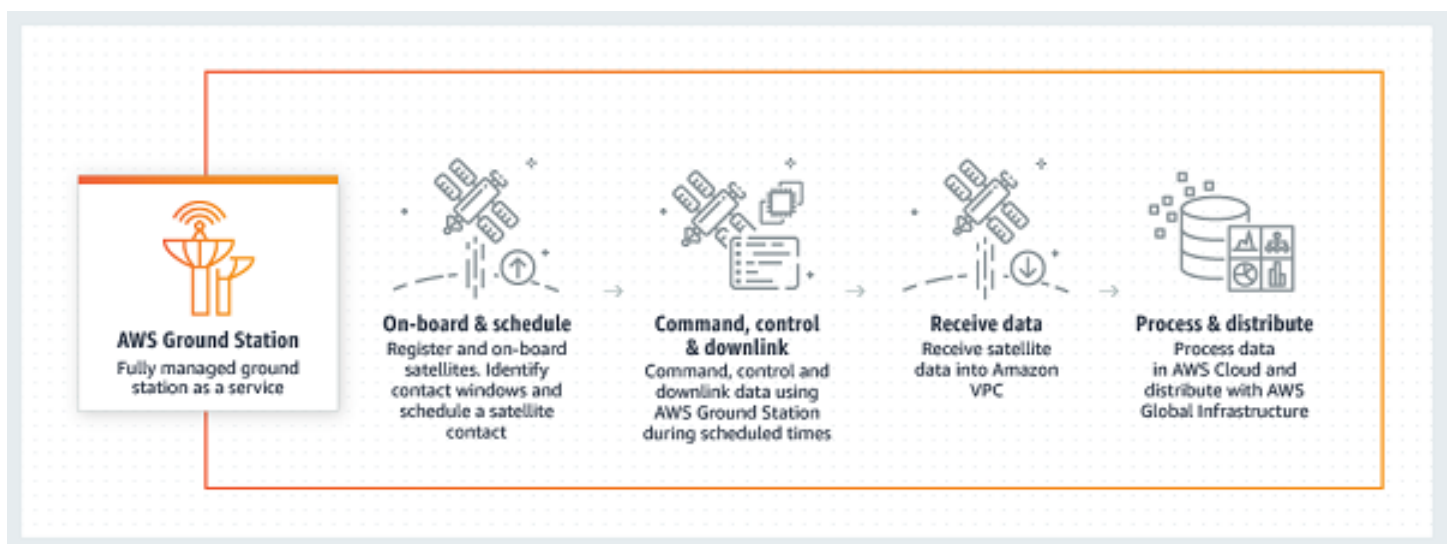 AWS Ground Station
Fully managed ground
station as a service
On-board & schedule
Register and on-board
satellites. Identify
contact windows and
schedule a satellite
contact
Command, control
& downlink
Command, control and
downlink data using
AWS Ground Station
during scheduled times
Receive data
Receive satellite
data into Amazon
VPC
Process & distribute
Process data
in AWS Cloud and
distribute with AWS
Global Infrastructure